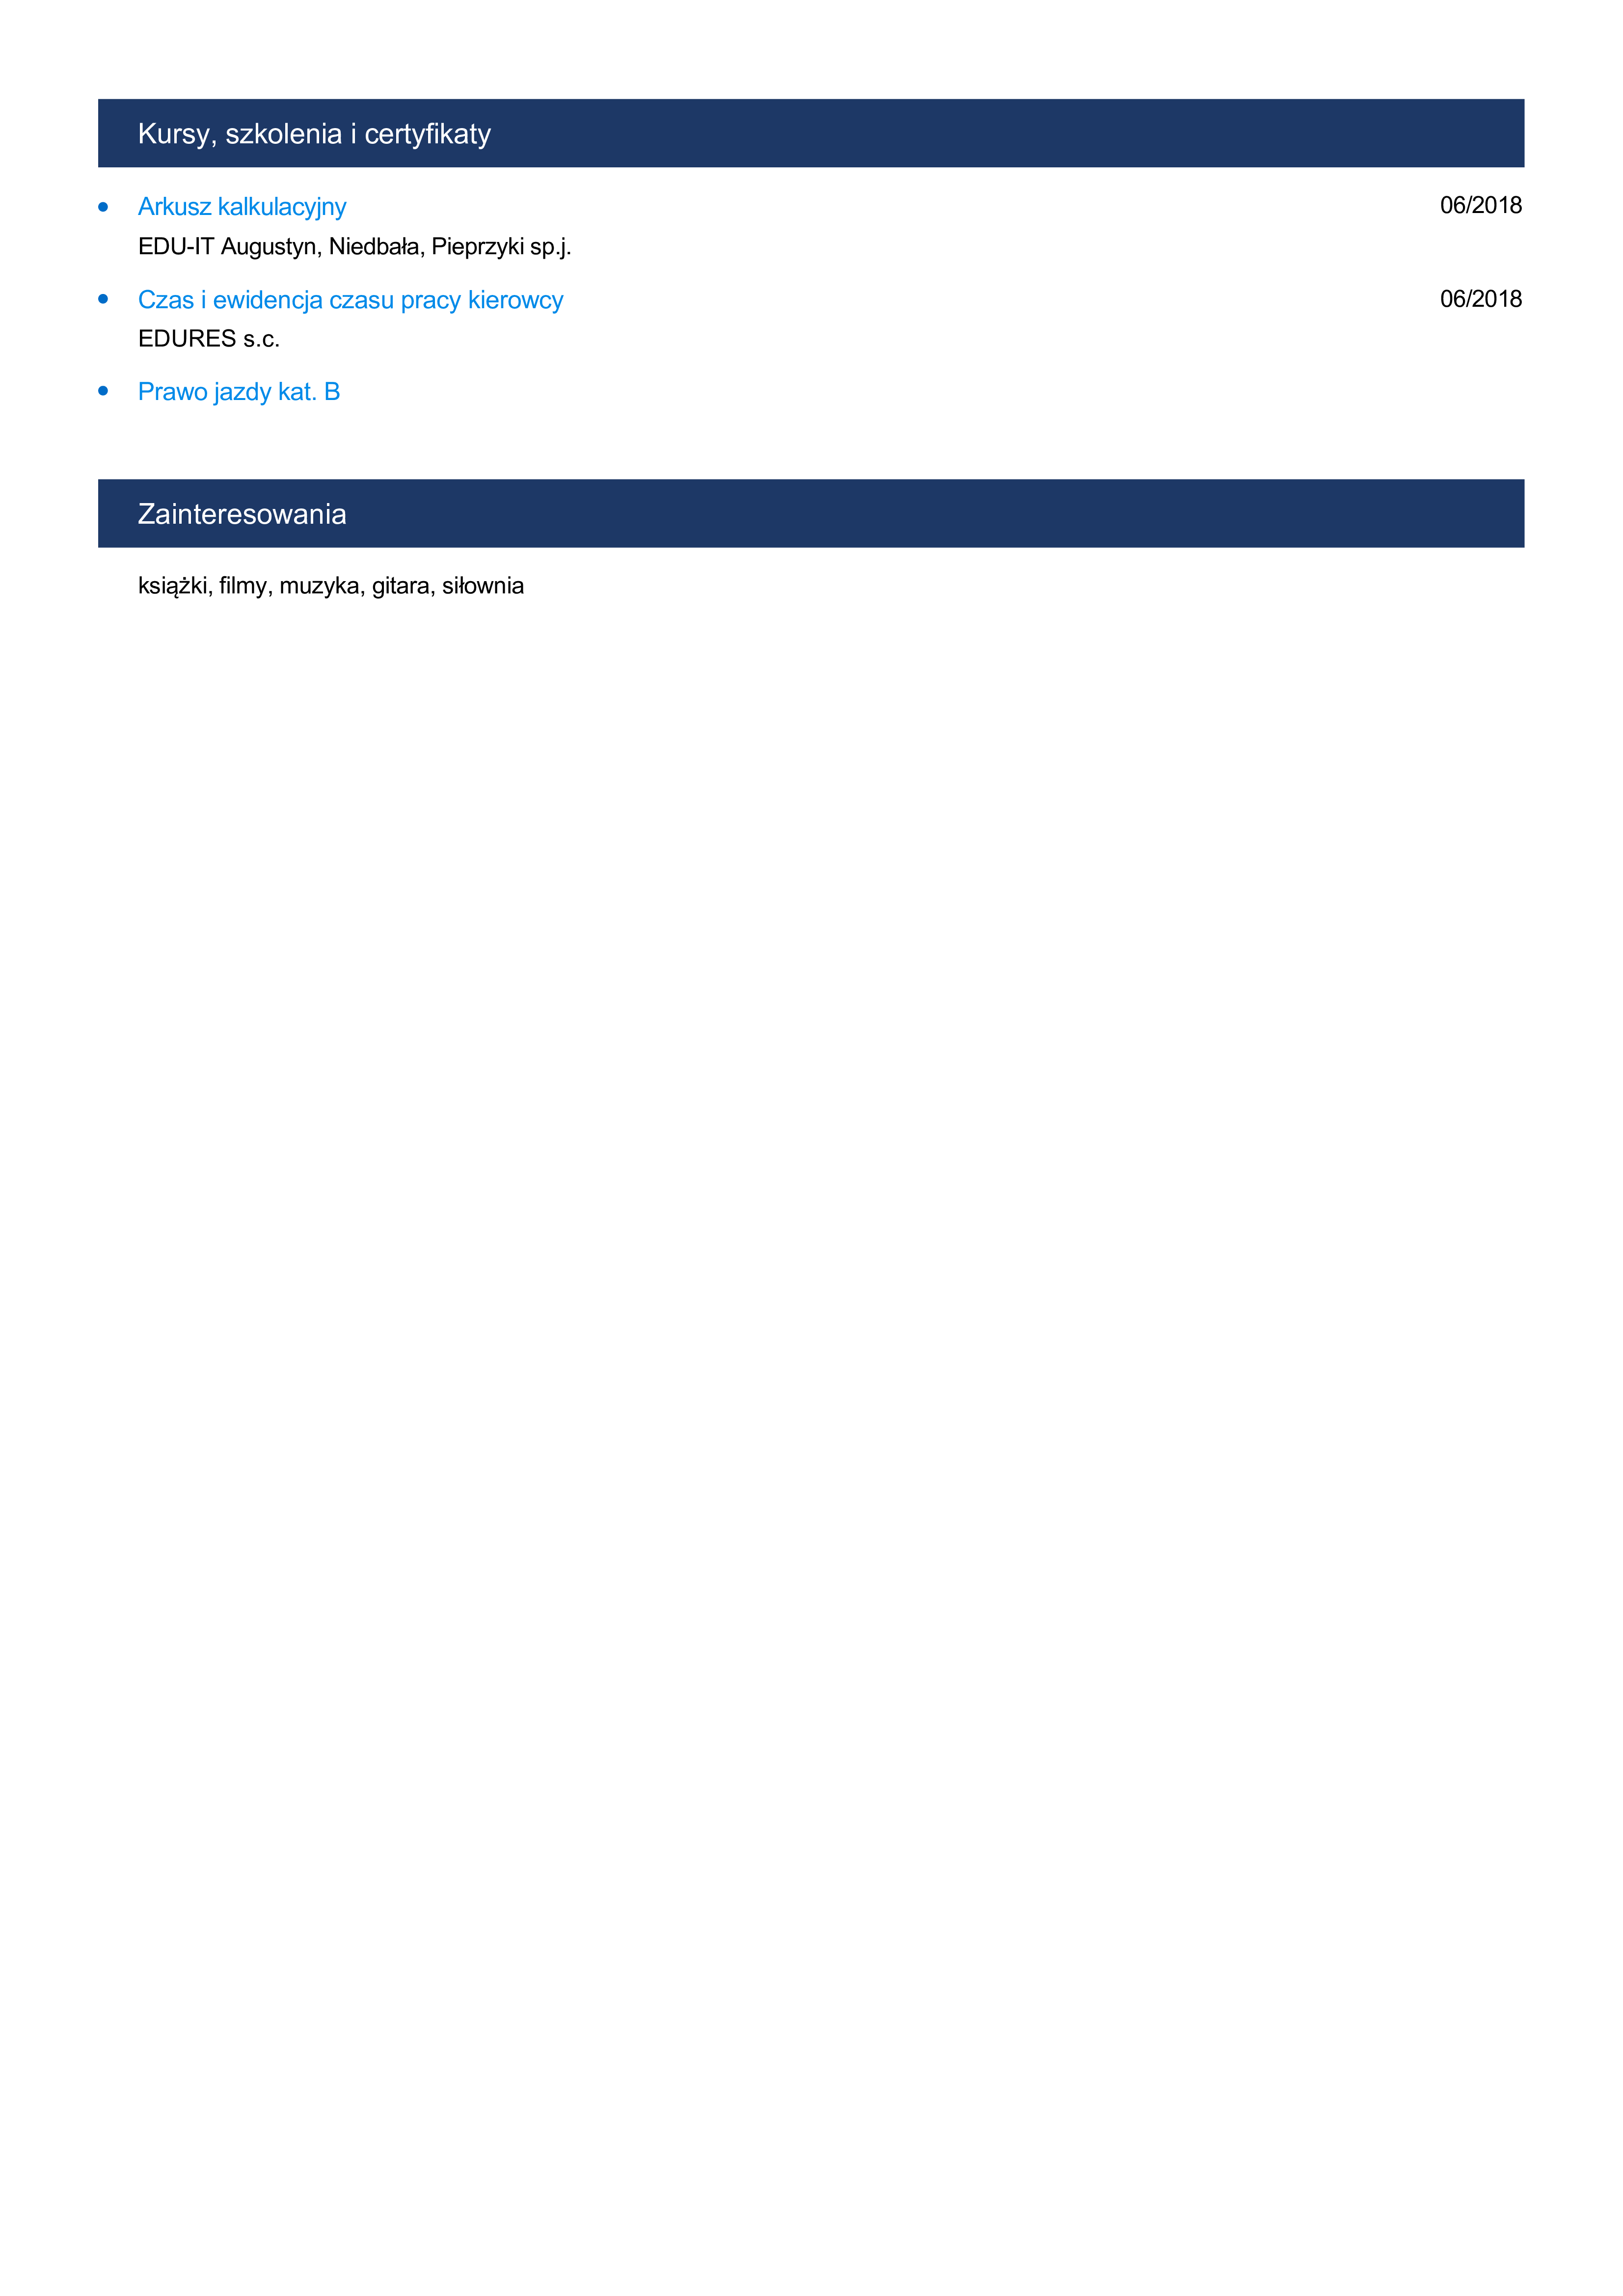 Kursy, szkolenia i certyfikaty
Arkusz kalkulacyjny 06/2018
EDU-IT Augustyn, Niedbała, Pieprzyki sp.j.
Czas i ewidencja czasu pracy kierowcy 06/2018
EDURES s.c.
Prawo jazdy kat. B
Zainteresowania
książki, filmy, muzyka, gitara, siłownia